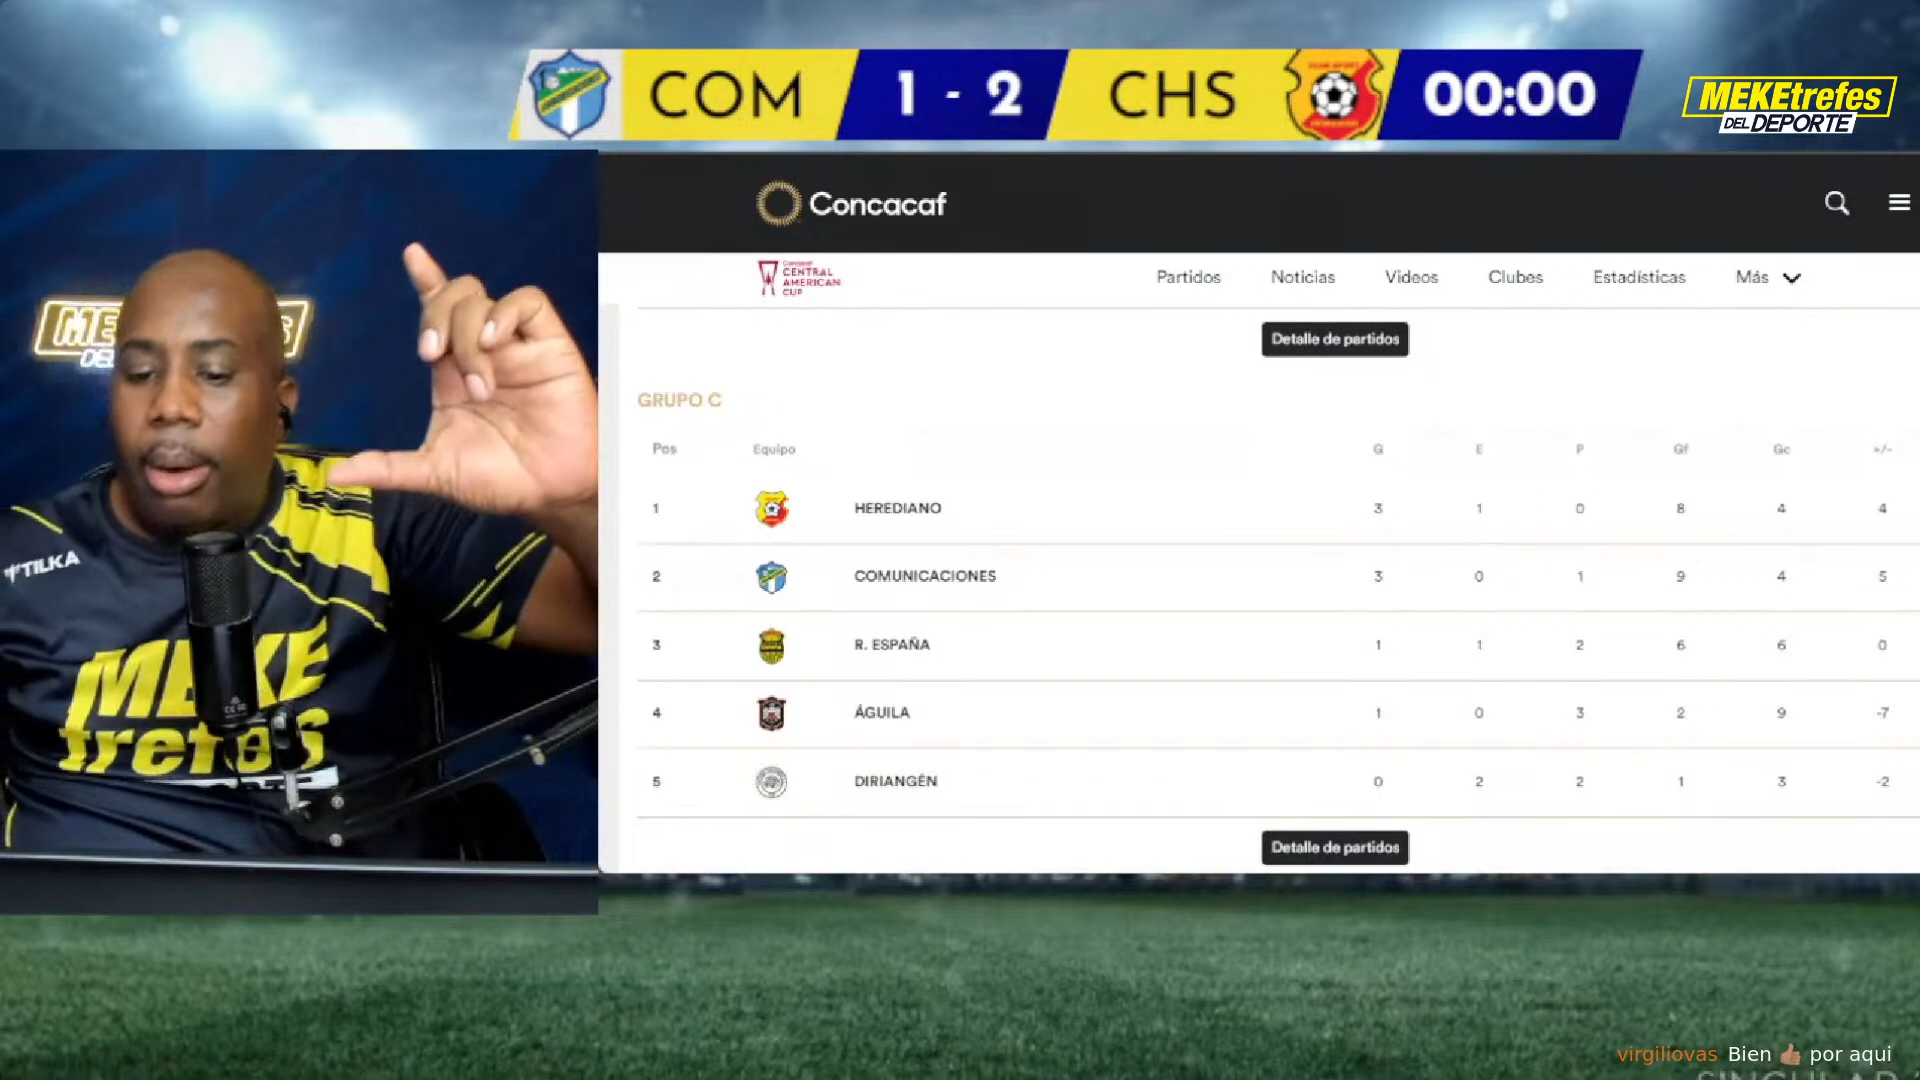 COM 1 - 2 CHS 00:00
MEKEtrefes
DEL DEPORTE
Concacaf
Concacaf
CENTRAL
AMERICAN
CUP
Partidos Noticias Videos Clubes Estadísticas Más
Detalle de partidos
GRUPO C
Pos Equipo G E P Gf Gc +/-
1 HEREDIANO 3 1 0 8 4 4
2 COMUNICACIONES 3 0 1 9 4 5
3 R. ESPAÑA 1 1 2 6 6 0
4 ÁGUILA 1 0 3 2 9 -7
5 DIRIANGÉN 0 2 2 1 3 -2
Detalle de partidos
TILKA
MEKE
trefes
virgiliovas Bien 👍🏽 por aqui